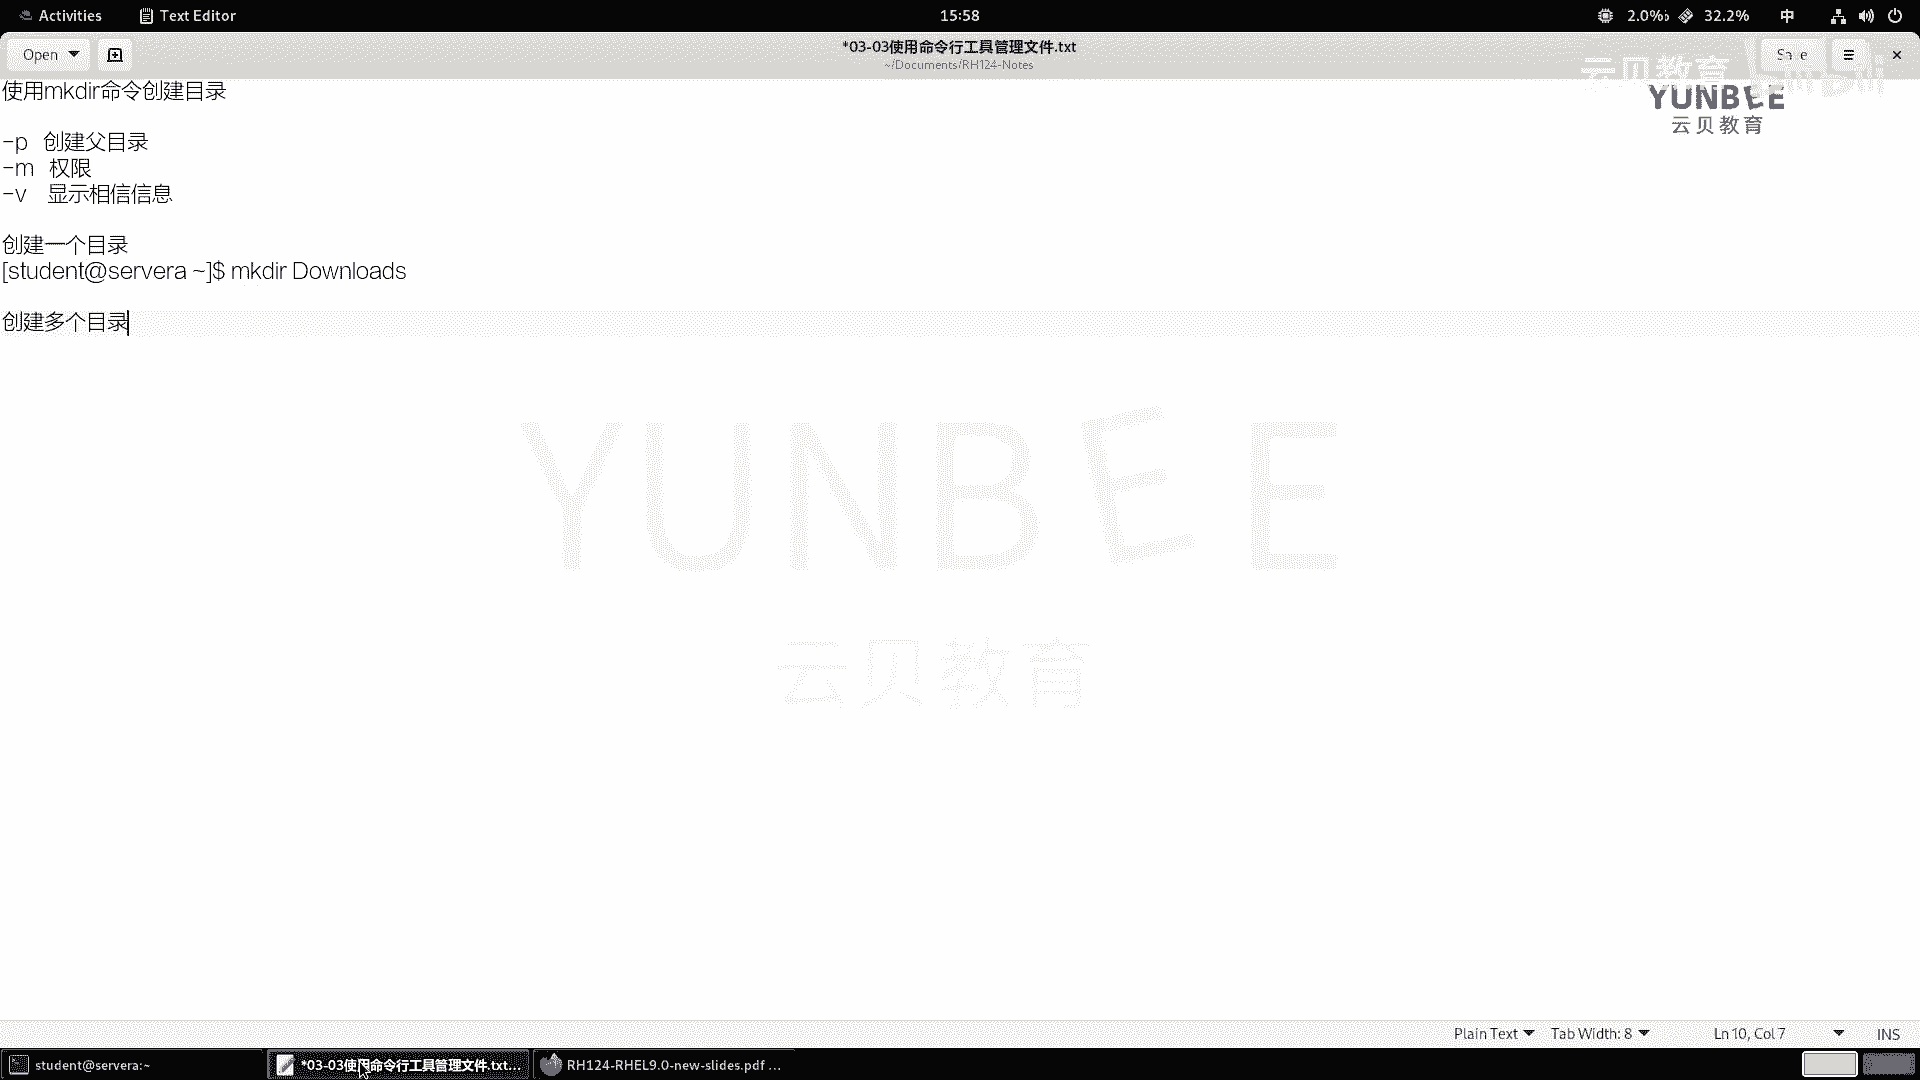 Activities
Text Editor
15:58
2.0%
32.2%
中
Open
*03-03使用命令行工具管理文件.txt
~/Documents/RH124-Notes
云贝教育
YUNBEE
云贝教育
使用mkdir命令创建目录
-p 创建父目录
-m 权限
-v 显示相信信息
创建一个目录
[student@servera ~]$ mkdir Downloads
创建多个目录
YUNBEE
云贝教育
Plain Text
Tab Width: 8
Ln 10, Col 7
INS
student@servera:~
*03-03使用命令行工具管理文件.txt...
RH124-RHEL9.0-new-slides.pdf ...